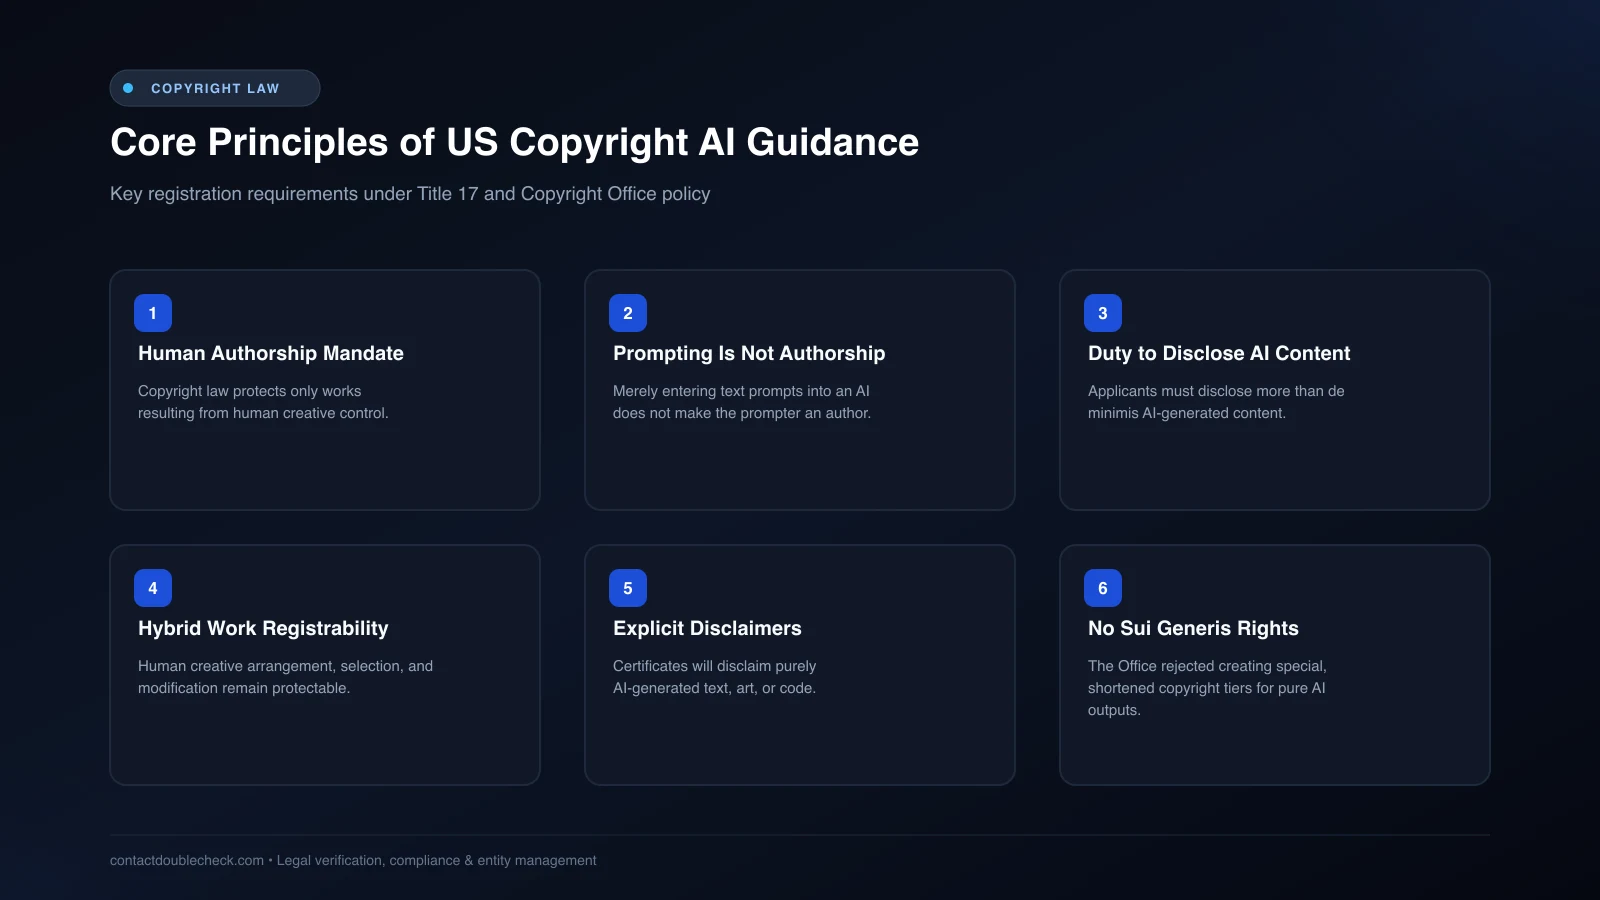 COPYRIGHT LAW
Core Principles of US Copyright AI Guidance
Key registration requirements under Title 17 and Copyright Office policy
1
Human Authorship Mandate
Copyright law protects only works
resulting from human creative control.
2
Prompting Is Not Authorship
Merely entering text prompts into an AI
does not make the prompter an author.
3
Duty to Disclose AI Content
Applicants must disclose more than de
minimis AI-generated content.
4
Hybrid Work Registrability
Human creative arrangement, selection, and
modification remain protectable.
5
Explicit Disclaimers
Certificates will disclaim purely
AI-generated text, art, or code.
6
No Sui Generis Rights
The Office rejected creating special,
shortened copyright tiers for pure AI
outputs.
contactdoublecheck.com • Legal verification, compliance & entity management